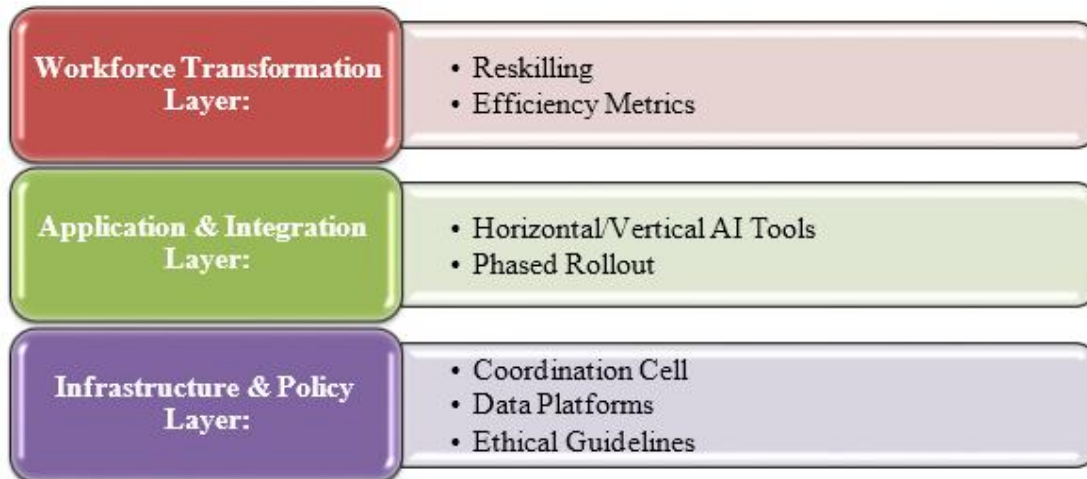 Workforce Transformation
Layer:
• Reskilling
• Efficiency Metrics
Application & Integration
Layer:
• Horizontal/Vertical AI Tools
• Phased Rollout
Infrastructure & Policy
Layer:
• Coordination Cell
• Data Platforms
• Ethical Guidelines